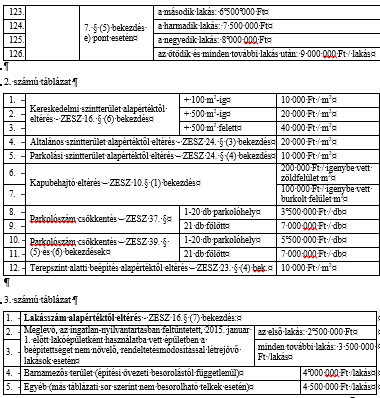 123. a második lakás: 6 500 000 Ft
124. 7. § (5) bekezdés e) pont esetén a harmadik lakás: 7 500 000 Ft
125. a negyedik lakás: 8 000 000 Ft
126. az ötödik és minden további lakás után: 9 000 000 Ft / lakás
2. számú táblázat
1. Kereskedelmi szintterület alapértéktől eltérés – ZESZ 16. § (6) bekezdés + 100 m²-ig 10 000 Ft / m²
2. + 500 m²-ig 20 000 Ft / m²
3. + 500 m² felett 40 000 Ft / m²
4. Általános szintterület alapértéktől eltérés – ZESZ 24. § (3) bekezdés 20 000 Ft / m²
5. Parkolási szintterület alapértéktől eltérés – ZESZ 24. § (4) bekezdés 10 000 Ft / m²
6. Kapubehajtó eltérés – ZESZ 10. § (1) bekezdés 200 000 Ft / igénybe vett zöldfelület m²
7. 100 000 Ft / igénybe vett burkolt felület m²
8. Parkolószám csökkentés – ZESZ 37. § 1-20 db parkolóhely 3 500 000 Ft / db
9. 21 db fölött 7 000 000 Ft / db
10. Parkolószám csökkentés – ZESZ 39. § (5) és (6) bekezdések 1-20 db parkolóhely 5 500 000 Ft / db
11. 21 db fölött 7 000 000 Ft / db
12. Terepszint alatti beépítés alapértéktől eltérés – ZESZ 23. § (4) bek. 10 000 Ft / m²
3. számú táblázat
1. Lakásszám alapértéktől eltérés - ZESZ 16. § (7) bekezdés:
2. Meglévő, az ingatlan-nyilvántartásban feltüntetett, 2015. január 1. előtt lakóépületként használatba vett épületben a beépítettséget nem növelő, rendeltetésmódosítással létrejövő lakások esetén az első lakás: 2 500 000 Ft
3. minden további lakás: 3 500 000 Ft / lakás
4. Barnamezős terület (építési övezeti besorolástól függetlenül) 4 000 000 Ft / lakás
5. Egyéb (más táblázati sor szerint nem besorolható telkek esetén) 4 500 000 Ft / lakás